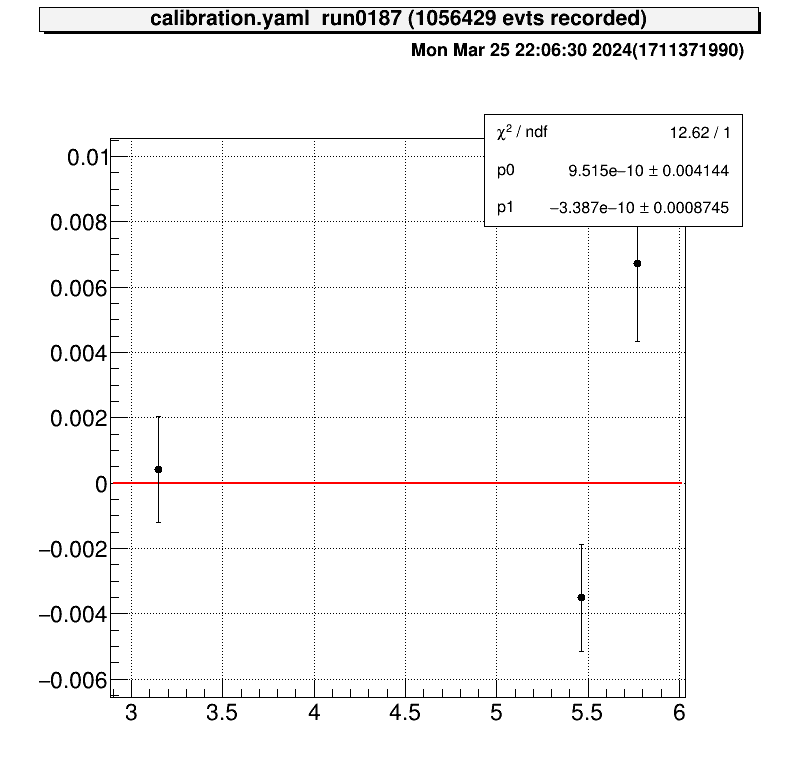 calibration.yaml run0187 (1056429 evts recorded)
Mon Mar 25 22:06:30 2024(1711371990)
χ² / ndf 12.62 / 1
p0 9.515e−10 ± 0.004144
p1 −3.387e−10 ± 0.0008745
0.01
0.008
0.006
0.004
0.002
0
−0.002
−0.004
−0.006
3 3.5 4 4.5 5 5.5 6